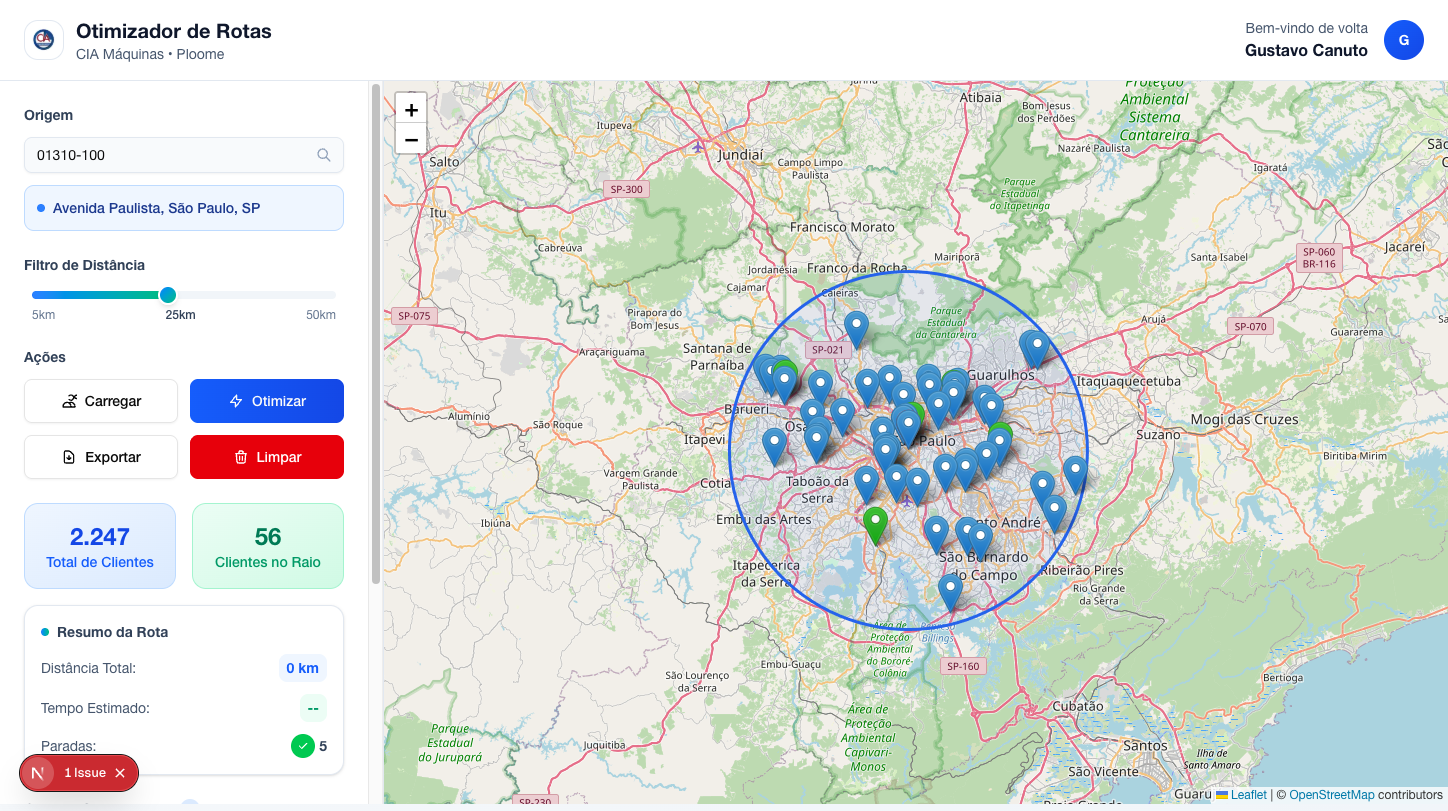 Otimizador de Rotas
CIA Máquinas • Ploome
Bem-vindo de volta
Gustavo Canuto
G
Origem
01310-100
Avenida Paulista, São Paulo, SP
Filtro de Distância
5km
25km
50km
Ações
Carregar
Otimizar
Exportar
Limpar
2.247
Total de Clientes
56
Clientes no Raio
Resumo da Rota
Distância Total:
0 km
Tempo Estimado:
--
Paradas:
5
N
1 Issue
+
−
Atibaia
Bom Jesus
dos Perdões
Proteção
Ambiental
Sistema
Cantareira
Nazaré Paulista
Igaratá
Itupeva
Jundiaí
Campo Limpo
Paulista
Salto
SP-300
Parque
Estadual
do Itapetinga
Itu
Francisco Morato
Cabreúva
Jordanésia
Franco da Rocha
Mairiporã
Santa Isabel
SP-060
BR-116
Jacareí
Cajamar
Caieiras
SP-075
Pirapora do
Bom Jesus
Parque
Estadual
da Cantareira
Arujá
SP-070
Guararema
Araçariguama
Santana de
Parnaíba
SP-021
Guarulhos
Itaquaquecetuba
Barueri
Alumínio
São Roque
Mogi das Cruzes
Itapevi
Suzano
Biritiba Mirim
Vargem Grande
Paulista
Cotia
Taboão da
Serra
Ibiúna
Embu das Artes
São Bernardo
do Campo
Itapecerica
da Serra
Ribeirão Pires
Rio Grande
da Serra
Área de
Proteção
Ambiental
do Bororé-
Colônia
Billings
Embu-Guaçu
SP-160
São Lourenço
da Serra
Bertioga
Cubatão
Área de
Proteção
Ambiental
Capivari-
Monos
Parque
Estadual
do Jurupará
Juquitiba
Santos
Ilha de
Santo Amaro
São Vicente
SP-230
Guaru
Leaflet | © OpenStreetMap contributors